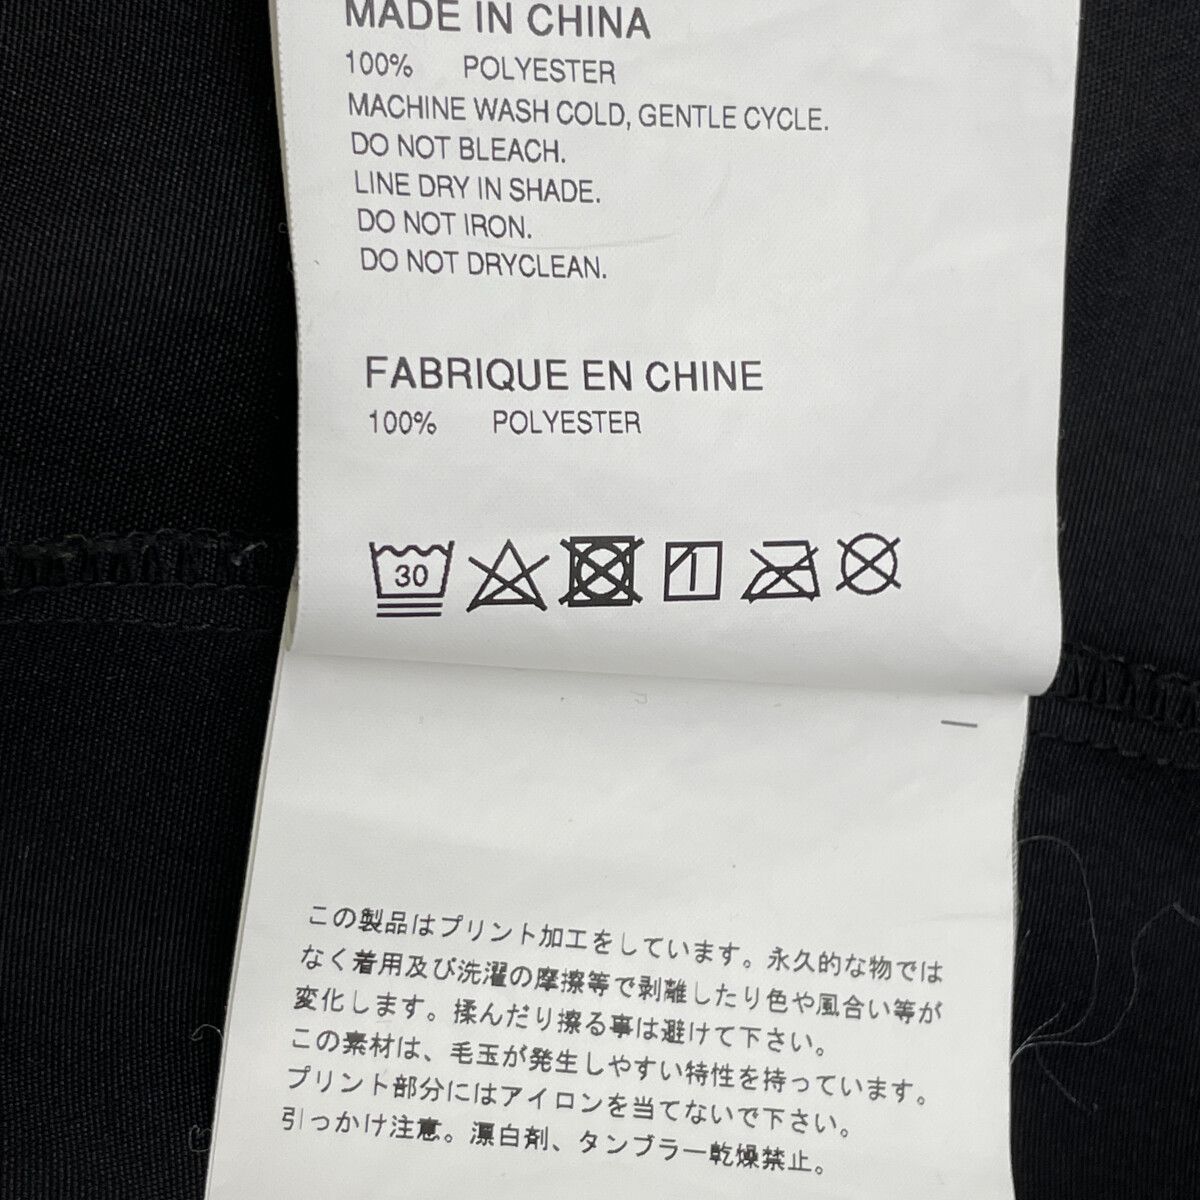 MADE IN CHINA
100% POLYESTER
MACHINE WASH COLD, GENTLE CYCLE.
DO NOT BLEACH.
LINE DRY IN SHADE.
DO NOT IRON.
DO NOT DRYCLEAN.
FABRIQUE EN CHINE
100% POLYESTER
30
この製品はプリント加工をしています。永久的な物では
なく着用及び洗濯の摩擦等で剥離したり色や風合い等が
変化します。揉んだり擦る事は避けて下さい。
この素材は、毛玉が発生しやすい特性を持っています。
プリント部分にはアイロンを当てないで下さい。
引っかけ注意。漂白剤、タンブラー乾燥禁止。